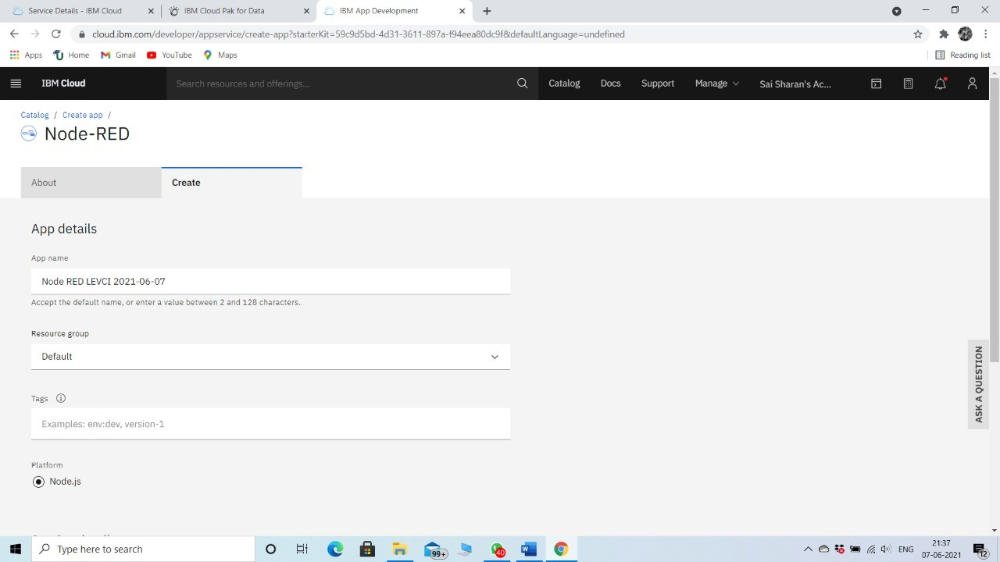 Service Details - IBM Cloud
IBM Cloud Pak for Data
IBM App Development
cloud.ibm.com/developer/appservice/create-app?starterKit=59c9d5bd-4d31-3611-897a-f94eea80dc9f&defaultLanguage=undefined
Apps Home Gmail YouTube Maps Reading list
IBM Cloud Search resources and offerings... Catalog Docs Support Manage Sai Sharan's Ac...
Catalog / Create app /
Node-RED
About Create
App details
App name
Node RED LEVCI 2021-06-07
Accept the default name, or enter a value between 2 and 128 characters.
Resource group
Default
Tags
Examples: env:dev, version-1
Platform
Node.js
ASK A QUESTION
Type here to search 99+ 40 ENG 21:37
07-06-2021 12